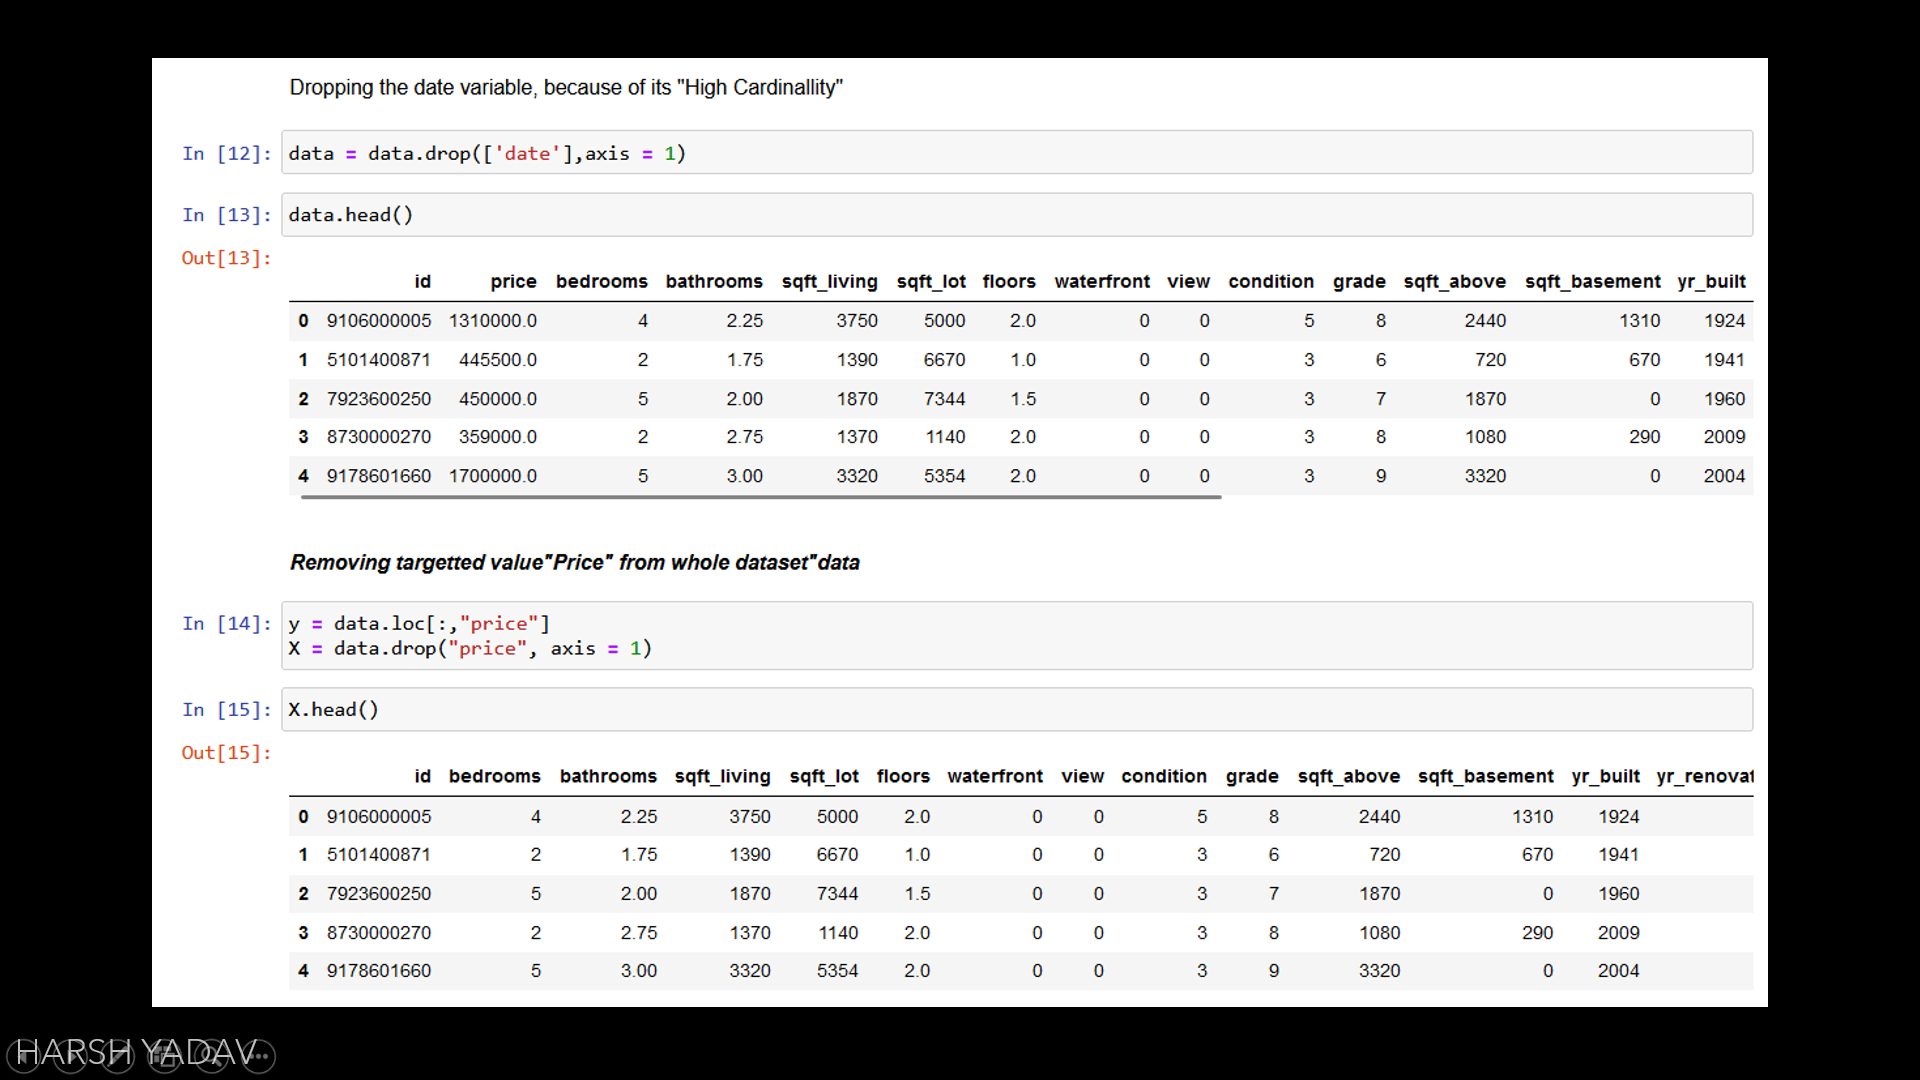 Dropping the date variable, because of its "High Cardinallity"
In [12]: data = data.drop(['date'],axis = 1)
In [13]: data.head()
Out[13]:
id price bedrooms bathrooms sqft_living sqft_lot floors waterfront view condition grade sqft_above sqft_basement yr_built
0 9106000005 1310000.0 4 2.25 3750 5000 2.0 0 0 5 8 2440 1310 1924
1 5101400871 445500.0 2 1.75 1390 6670 1.0 0 0 3 6 720 670 1941
2 7923600250 450000.0 5 2.00 1870 7344 1.5 0 0 3 7 1870 0 1960
3 8730000270 359000.0 2 2.75 1370 1140 2.0 0 0 3 8 1080 290 2009
4 9178601660 1700000.0 5 3.00 3320 5354 2.0 0 0 3 9 3320 0 2004
Removing targetted value"Price" from whole dataset"data
In [14]: y = data.loc[:,"price"]
X = data.drop("price", axis = 1)
In [15]: X.head()
Out[15]:
id bedrooms bathrooms sqft_living sqft_lot floors waterfront view condition grade sqft_above sqft_basement yr_built yr_renovat
0 9106000005 4 2.25 3750 5000 2.0 0 0 5 8 2440 1310 1924
1 5101400871 2 1.75 1390 6670 1.0 0 0 3 6 720 670 1941
2 7923600250 5 2.00 1870 7344 1.5 0 0 3 7 1870 0 1960
3 8730000270 2 2.75 1370 1140 2.0 0 0 3 8 1080 290 2009
4 9178601660 5 3.00 3320 5354 2.0 0 0 3 9 3320 0 2004
HARSH YADAV